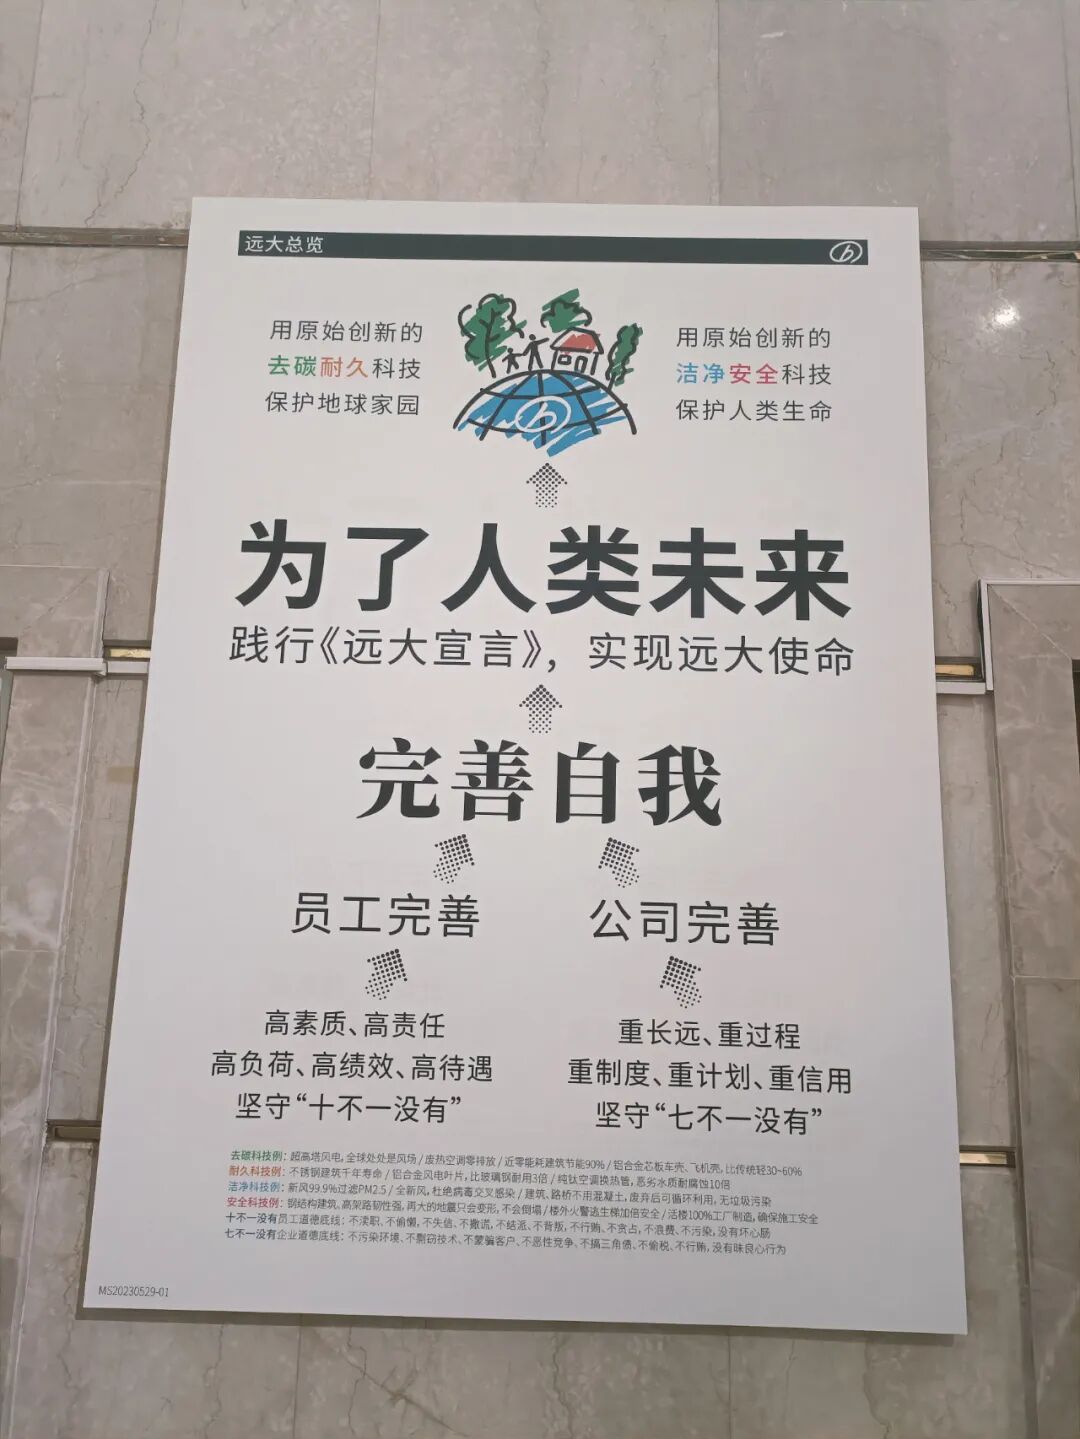 远大总览
用原始创新的
去碳耐久科技
保护地球家园
用原始创新的
洁净安全科技
保护人类生命
为了人类未来
践行《远大宣言》，实现远大使命
完善自我
员工完善
公司完善
高素质、高责任
高负荷、高绩效、高待遇
坚守“十不一没有”
重长远、重过程
重制度、重计划、重信用
坚守“七不一没有”
去碳科技例：超高塔风电，全球处处是风场 / 废热空调零排放 / 近零能耗建筑节能90% / 铝合金芯板车壳、飞机壳，比传统轻30~60%
耐久科技例：不锈钢建筑千年寿命 / 铝合金风电叶片，比玻璃钢耐用3倍 / 纯钛空调换热管，恶劣水质耐腐蚀10倍
洁净科技例：新风99.9%过滤PM2.5 / 全新风，杜绝病毒交叉感染 / 建筑、路桥不用混凝土，废弃后可循环利用，无垃圾污染
安全科技例：钢结构建筑、高架路韧性强，再大的地震只会变形，不会倒塌 / 楼外火警逃生梯加倍安全 / 活楼100%工厂制造，确保施工安全
十不一没有员工道德底线：不渎职、不偷懒、不失信、不撒谎、不结派、不背叛、不行贿、不贪占，不浪费、不污染，没有坏心肠
七不一没有企业道德底线：不污染环境、不剽窃技术、不蒙骗客户、不恶性竞争、不搞三角债、不偷税、不行贿，没有昧良心行为
MS20230529-01